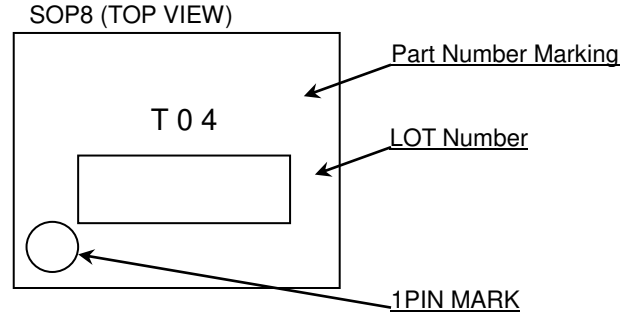 SOP8 (TOP VIEW)
Part Number Marking
T 0 4
LOT Number
1PIN MARK